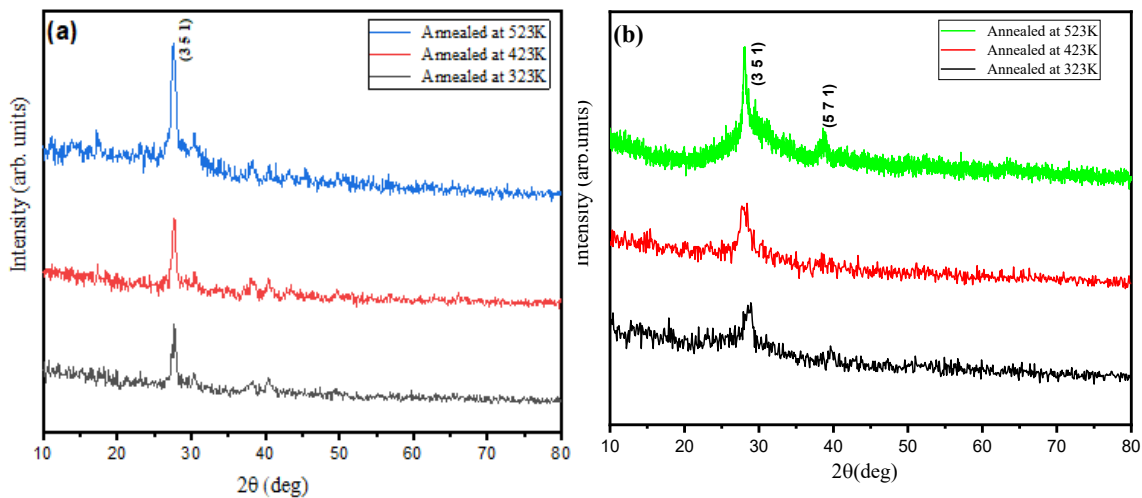 (a)
Annealed at 523K
Annealed at 423K
Annealed at 323K
(3 5 1)
Intensity (arb. units)
10 20 30 40 50 60 70 80
2θ (deg)
(b)
Annealed at 523K
Annealed at 423K
Annealed at 323K
(3 5 1)
(5 7 1)
Intensity (arb.units)
10 20 30 40 50 60 70 80
2θ(deg)